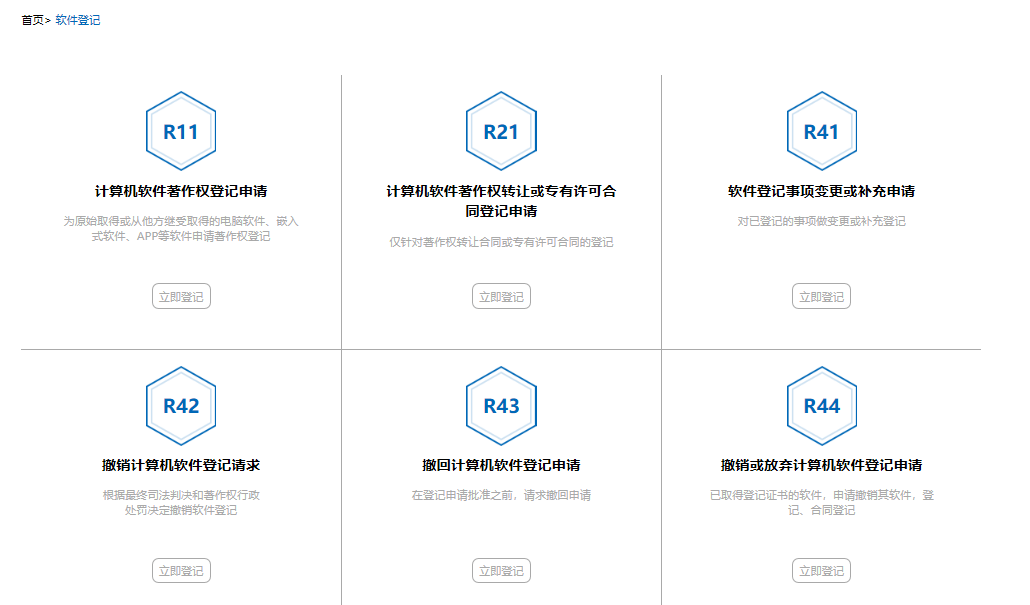 首页> 软件登记
R11
计算机软件著作权登记申请
为原始取得或从他方继受取得的电脑软件、嵌入
式软件、APP等软件申请著作权登记
立即登记
R21
计算机软件著作权转让或专有许可合
同登记申请
仅针对著作权转让合同或专有许可合同的登记
立即登记
R41
软件登记事项变更或补充申请
对已登记的事项做变更或补充登记
立即登记
R42
撤销计算机软件登记请求
根据最终司法判决和著作权行政
处罚决定撤销软件登记
立即登记
R43
撤回计算机软件登记申请
在登记申请批准之前，请求撤回申请
立即登记
R44
撤销或放弃计算机软件登记申请
已取得登记证书的软件，申请撤销其软件，登
记、合同登记
立即登记